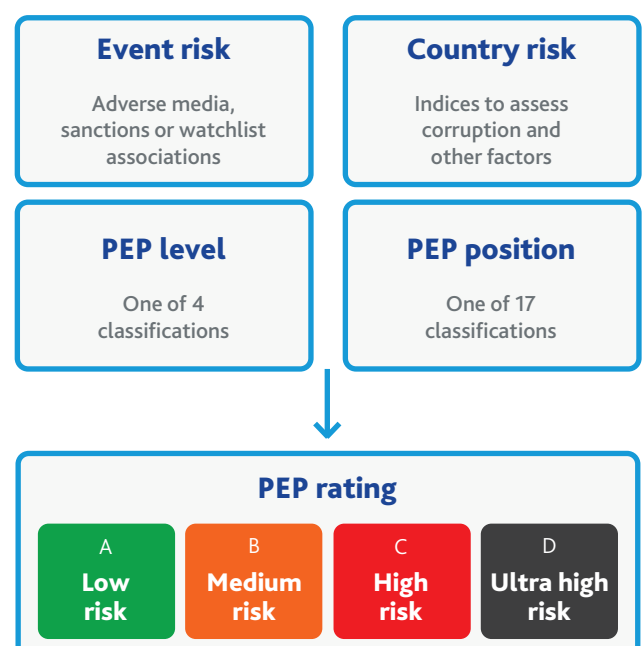 Event risk
Adverse media,
sanctions or watchlist
associations
Country risk
Indices to assess
corruption and
other factors
PEP level
One of 4
classifications
PEP position
One of 17
classifications
PEP rating
A
Low
risk
B
Medium
risk
C
High
risk
D
Ultra high
risk